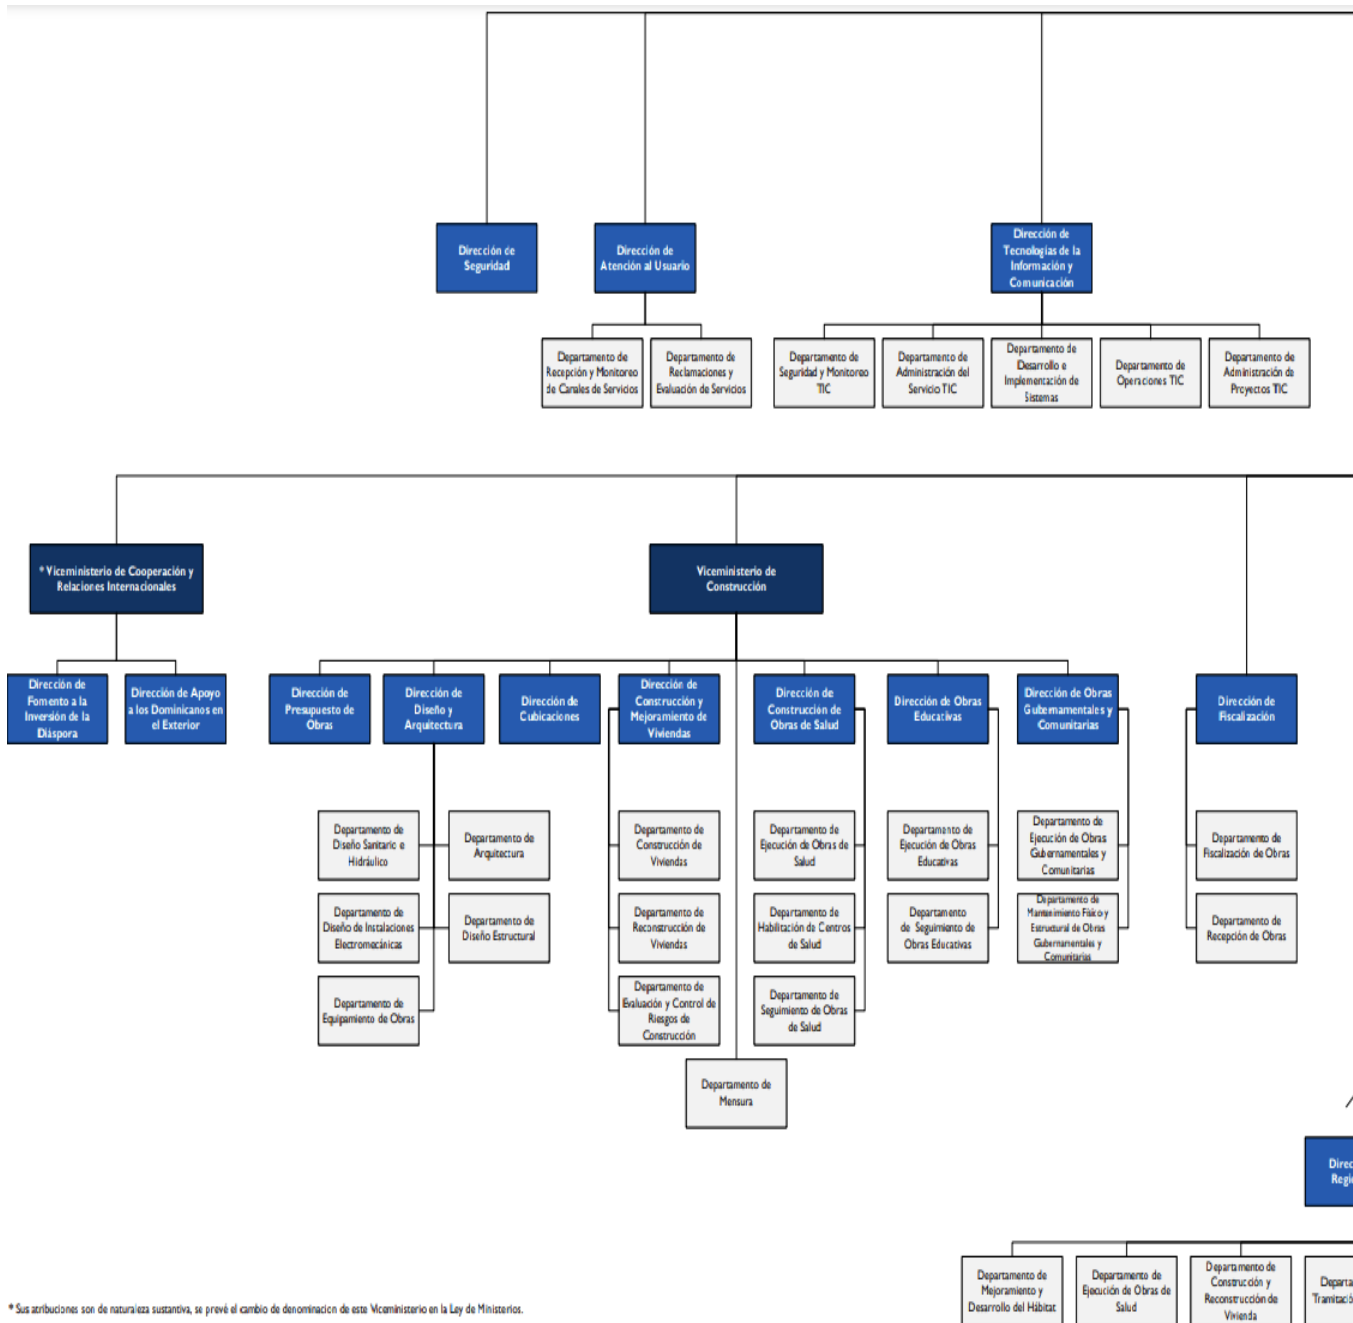 Dirección de
Seguridad
Dirección de
Atención al Usuario
Dirección de
Tecnologías de la
Información y
Comunicación
Departamento de
Recepción y Monitoreo
de Canales de Servicios
Departamento de
Reclamaciones y
Evaluación de Servicios
Departamento de
Seguridad y Monitoreo
TIC
Departamento de
Administración del
Servicio TIC
Departamento de
Desarrollo e
Implementación de
Sistemas
Departamento de
Operaciones TIC
Departamento de
Administración de
Proyectos TIC
* Viceministerio de Cooperación y
Relaciones Internacionales
Viceministerio de
Construcción
Dirección de
Fomento a la
Inversión de la
Diáspora
Dirección de Apoyo
a los Dominicanos en
el Exterior
Dirección de
Presupuesto de
Obras
Dirección de
Diseño y
Arquitectura
Dirección de
Cubicaciones
Dirección de
Construcción y
Mejoramiento de
Viviendas
Dirección de
Construcción de
Obras de Salud
Dirección de Obras
Educativas
Dirección de Obras
Gubernamentales y
Comunitarias
Dirección de
Fiscalización
Departamento de
Diseño Sanitario e
Hidráulico
Departamento de
Arquitectura
Departamento de
Construcción de
Viviendas
Departamento de
Ejecución de Obras de
Salud
Departamento de
Ejecución de Obras
Educativas
Departamento de
Ejecución de Obras
Gubernamentales y
Comunitarias
Departamento de
Fiscalización de Obras
Departamento de
Diseño de Instalaciones
Electromecánicas
Departamento de
Diseño Estructural
Departamento de
Reconstrucción de
Viviendas
Departamento de
Habilitación de Centros
de Salud
Departamento
de Seguimiento de
Obras Educativas
Departamento de
Mantenimiento Físico y
Estructural de Obras
Gubernamentales y
Comunitarias
Departamento de
Recepción de Obras
Departamento de
Equipamiento de Obras
Departamento de
Evaluación y Control de
Riesgos de
Construcción
Departamento de
Seguimiento de Obras
de Salud
Departamento de
Mensura
Direc
Regio
Departamento de
Mejoramiento y
Desarrollo del Hábitat
Departamento de
Ejecución de Obras de
Salud
Departamento de
Construcción y
Reconstrucción de
Vivienda
Departa
Tramitació
* Sus atribuciones son de naturaleza sustantiva, se prevé el cambio de denominacion de este Viceministerio en la Ley de Ministerios.